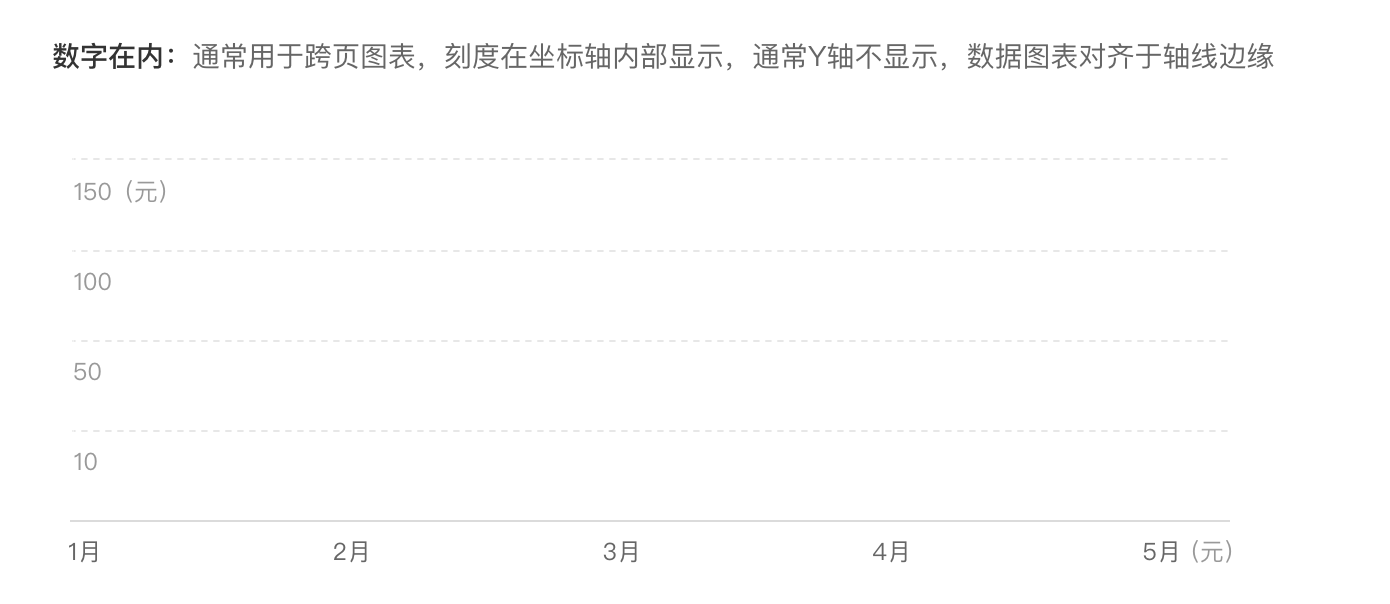 数字在内：通常用于跨页图表，刻度在坐标轴内部显示，通常Y轴不显示，数据图表对齐于轴线边缘
150（元）
100
50
10
1月 2月 3月 4月 5月（元）